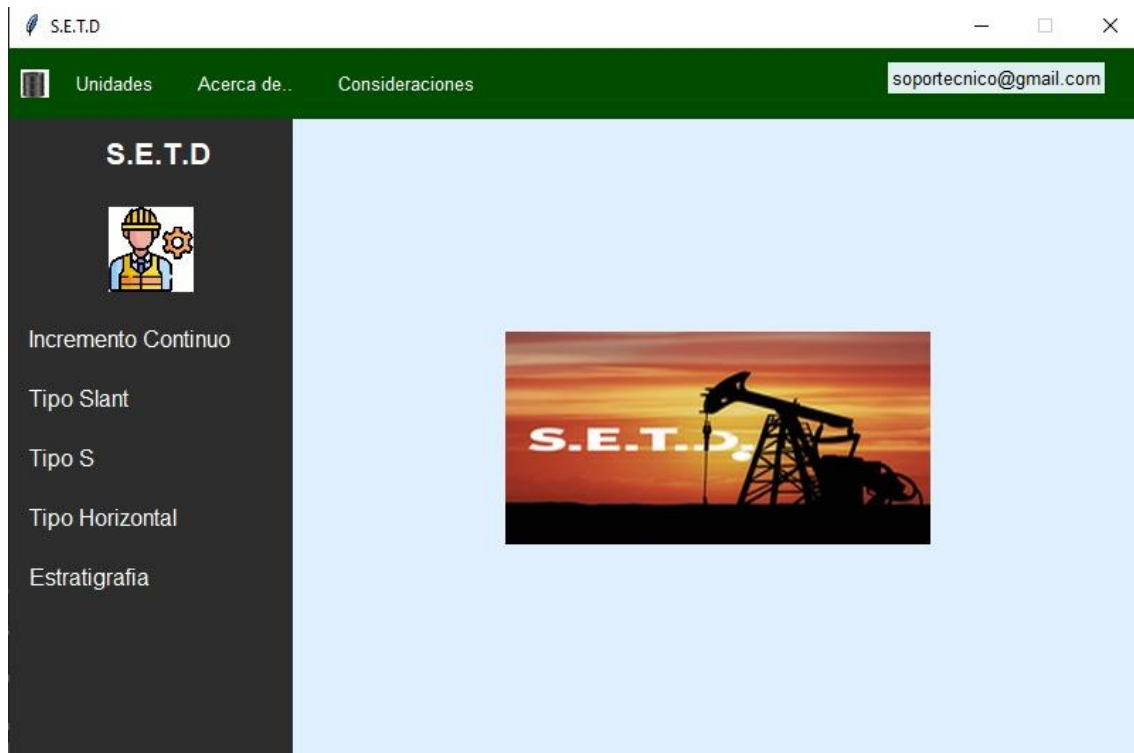 S.E.T.D
Unidades Acerca de.. Consideraciones soportecnico@gmail.com
S.E.T.D
Incremento Continuo
Tipo Slant
Tipo S
Tipo Horizontal
Estratigrafia
S.E.T.D.